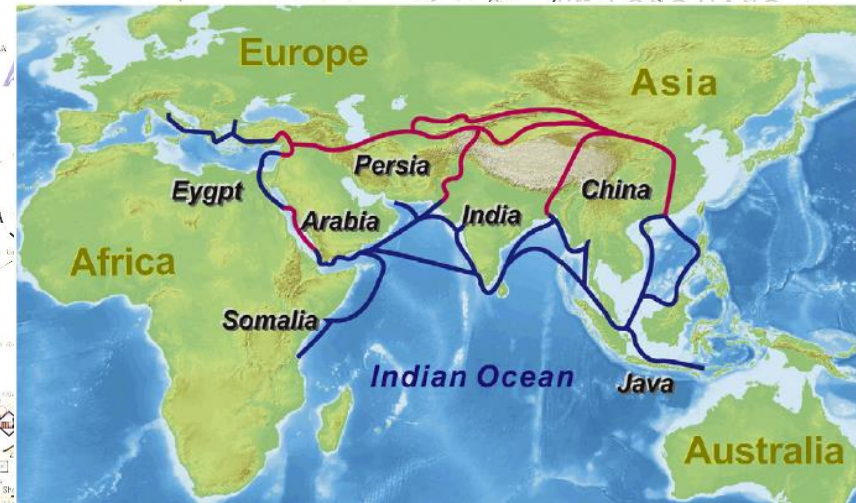 Europe
Asia
Persia
Eygpt
China
Arabia
India
Africa
Somalia
Indian Ocean
Java
Australia